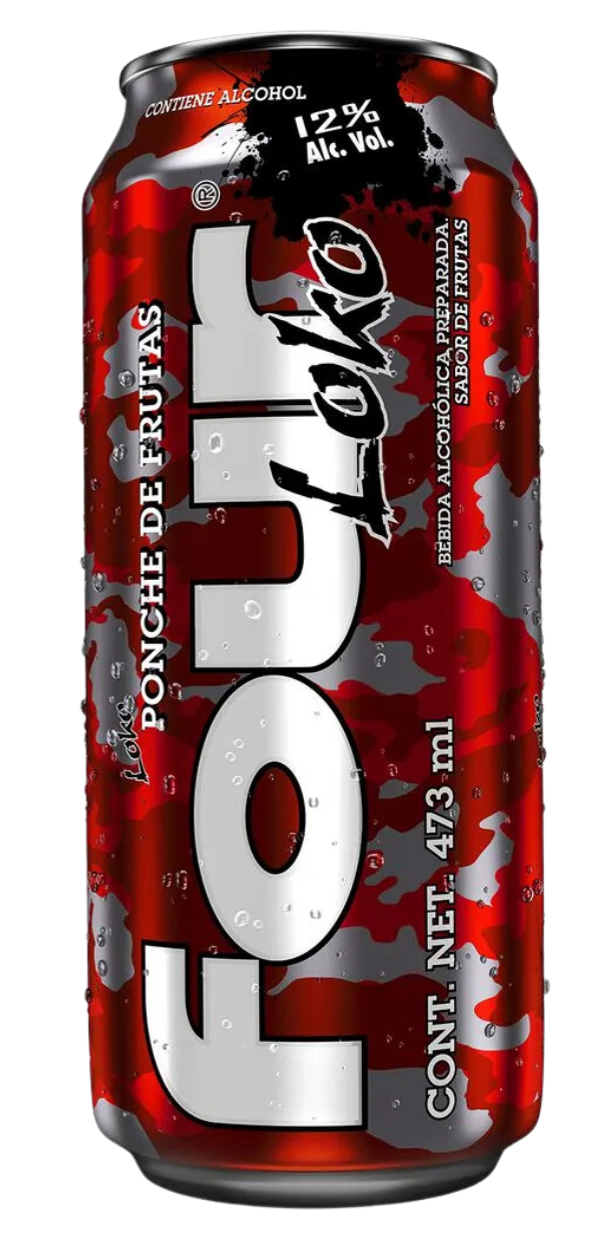 CONTIENE ALCOHOL
12%
Alc. Vol.
®
Four
Loko
Loko
PONCHE DE FRUTAS
BEBIDA ALCOHÓLICA PREPARADA.
SABOR DE FRUTAS
CONT. NET. 473 ml